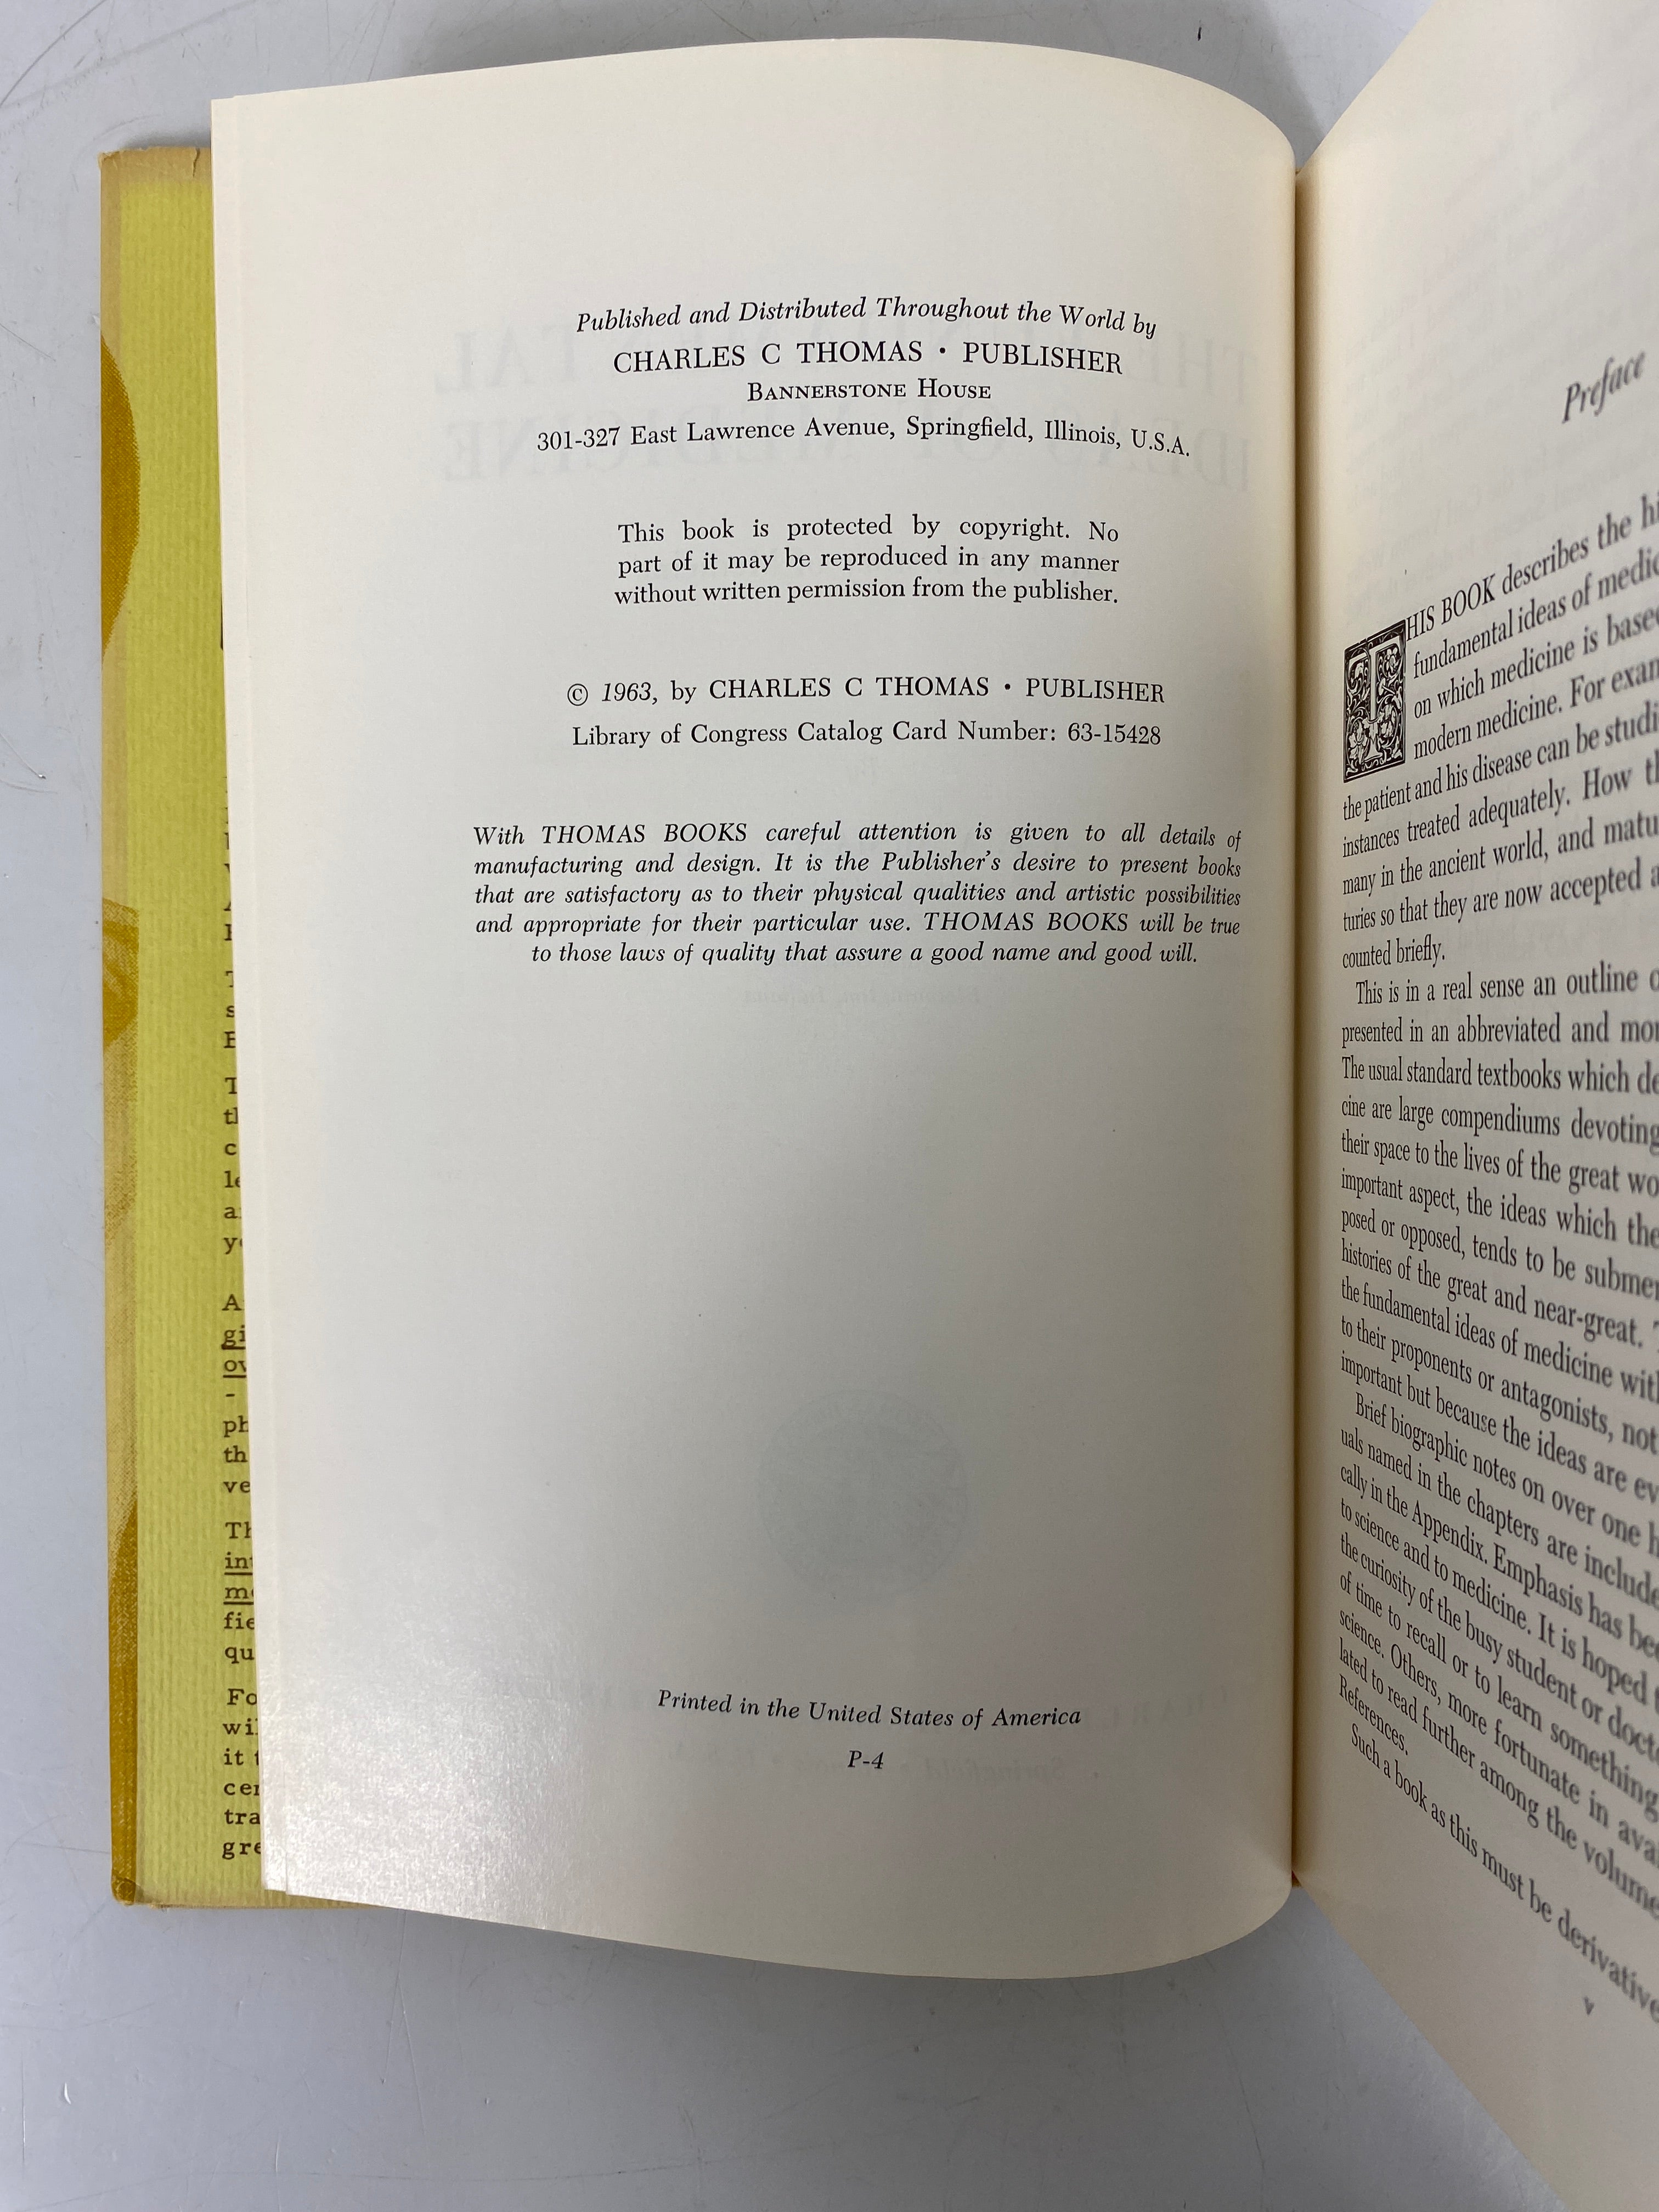 Published and Distributed Throughout the World by
CHARLES C THOMAS • PUBLISHER
BANNERSTONE HOUSE
301-327 East Lawrence Avenue, Springfield, Illinois, U.S.A.
This book is protected by copyright. No
part of it may be reproduced in any manner
without written permission from the publisher.
© 1963, by CHARLES C THOMAS • PUBLISHER
Library of Congress Catalog Card Number: 63-15428
With THOMAS BOOKS careful attention is given to all details of
manufacturing and design. It is the Publisher's desire to present books
that are satisfactory as to their physical qualities and artistic possibilities
and appropriate for their particular use. THOMAS BOOKS will be true
to those laws of quality that assure a good name and good will.
Printed in the United States of America
P-4
Preface
THIS BOOK describes the hi
fundamental ideas of medic
on which medicine is base
modern medicine. For exam
the patient and his disease can be studi
instances treated adequately. How th
many in the ancient world, and matu
turies so that they are now accepted a
counted briefly.
This is in a real sense an outline o
presented in an abbreviated and mor
The usual standard textbooks which de
cine are large compendiums devoting
their space to the lives of the great wo
important aspect, the ideas which the
posed or opposed, tends to be submer
histories of the great and near-great.
the fundamental ideas of medicine with
to their proponents or antagonists, not
important but because the ideas are ev
Brief biographic notes on over one h
uals named in the chapters are include
cally in the Appendix. Emphasis has bee
to science and to medicine. It is hoped t
the curiosity of the busy student or docto
of time to recall or to learn something
science. Others, more fortunate in avai
lated to read further among the volume
References.
Such a book as this must be derivative
v